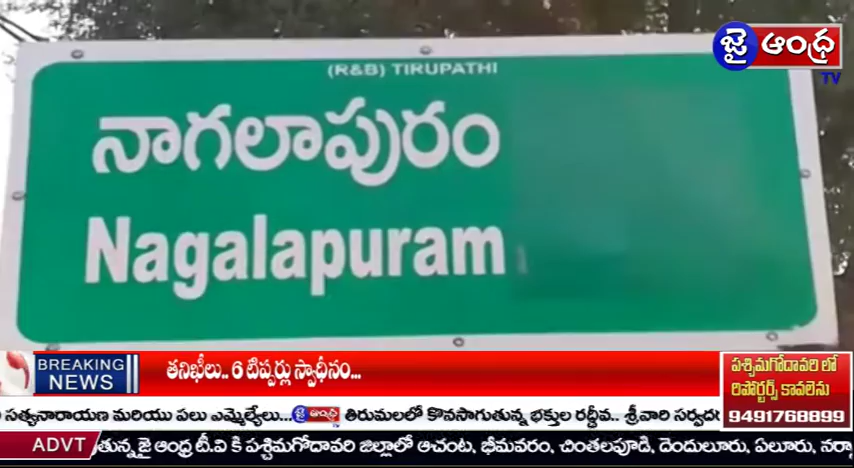 జై ఆంధ్ర
TV
(R&B) TIRUPATHI
నాగలాపురం
Nagalapuram
BREAKING NEWS
తనిఖీలు.. 6 టిప్పర్లు స్వాధీనం...
పశ్చిమగోదావరి లో
రిపోర్టర్స్ కావలెను
9491768899
సత్యనారాయణ మరియు పలు ఎమ్మెల్యేలు... జై ఆంధ్ర తిరుమలలో కొనసాగుతున్న భక్తుల రద్దీవ.. శ్రీవారి సర్వదర
ADVT తున్న జై ఆంధ్ర టీ.వి కి పశ్చిమగోదావరి జిల్లాలో ఆచంట, భీమవరం, చింతలపూడి, దెందులూరు, ఏలూరు, నర్సా